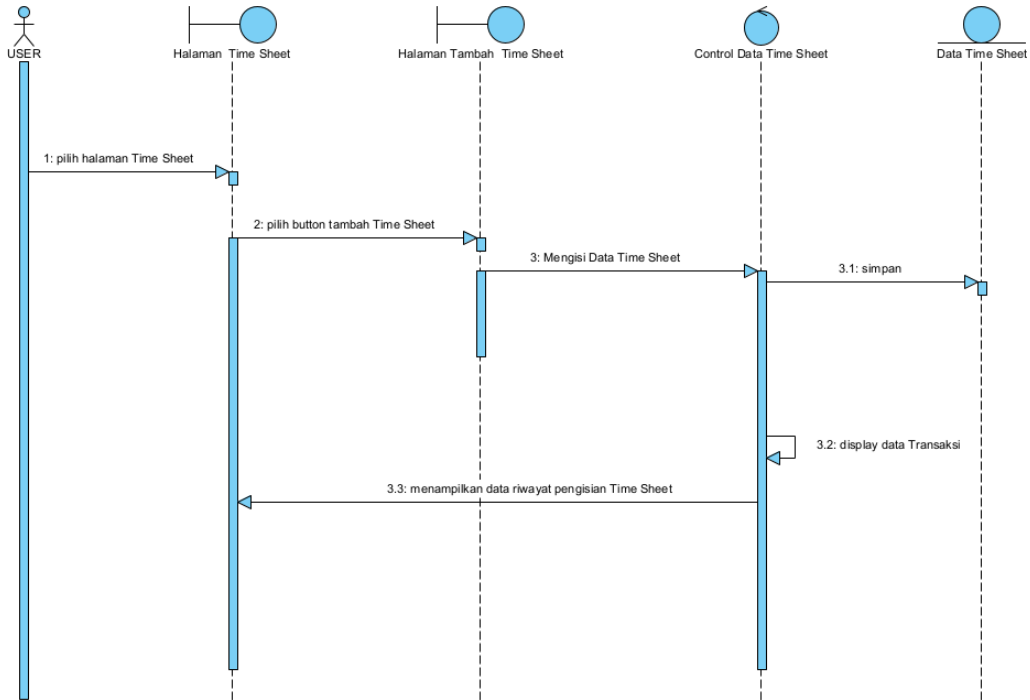 USER
Halaman Time Sheet
Halaman Tambah Time Sheet
Control Data Time Sheet
Data Time Sheet
1: pilih halaman Time Sheet
2: pilih button tambah Time Sheet
3: Mengisi Data Time Sheet
3.1: simpan
3.2: display data Transaksi
3.3: menampilkan data riwayat pengisian Time Sheet